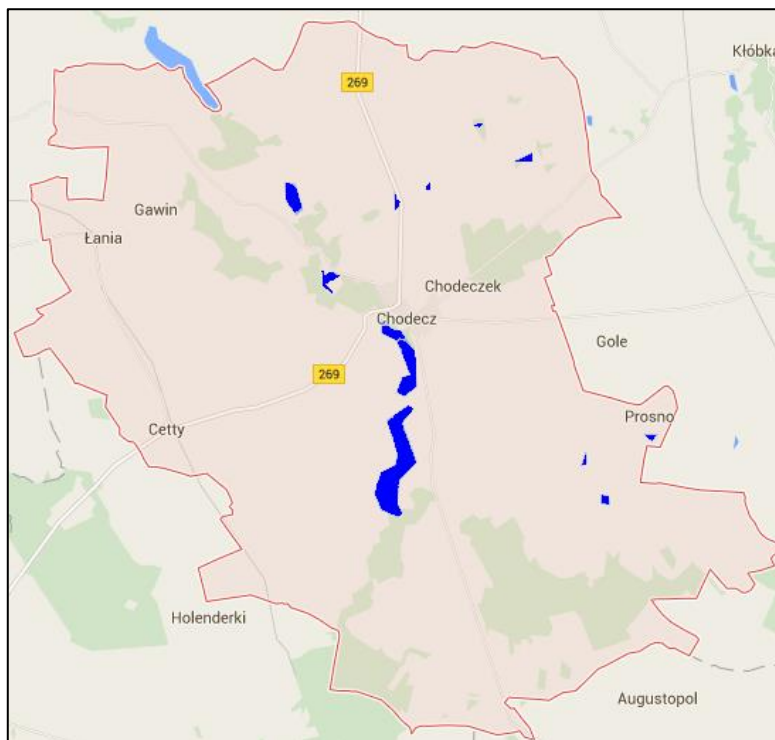 Kłóbka
269
Gawin
Łania
Chodeczek
Chodecz
Gole
269
Prosno
Cetty
Holenderki
Augustopol